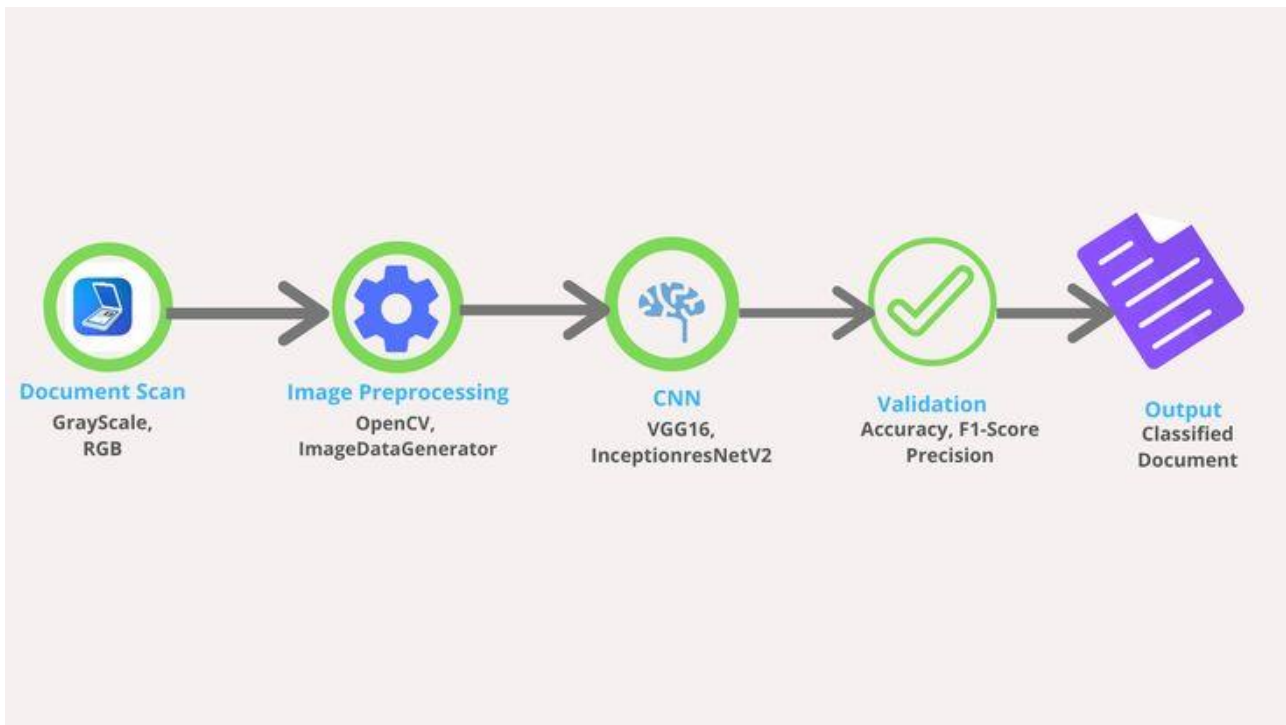 Document Scan
GrayScale,
RGB
Image Preprocessing
OpenCV,
ImageDataGenerator
CNN
VGG16,
InceptionresNetV2
Validation
Accuracy, F1-Score
Precision
Output
Classified
Document